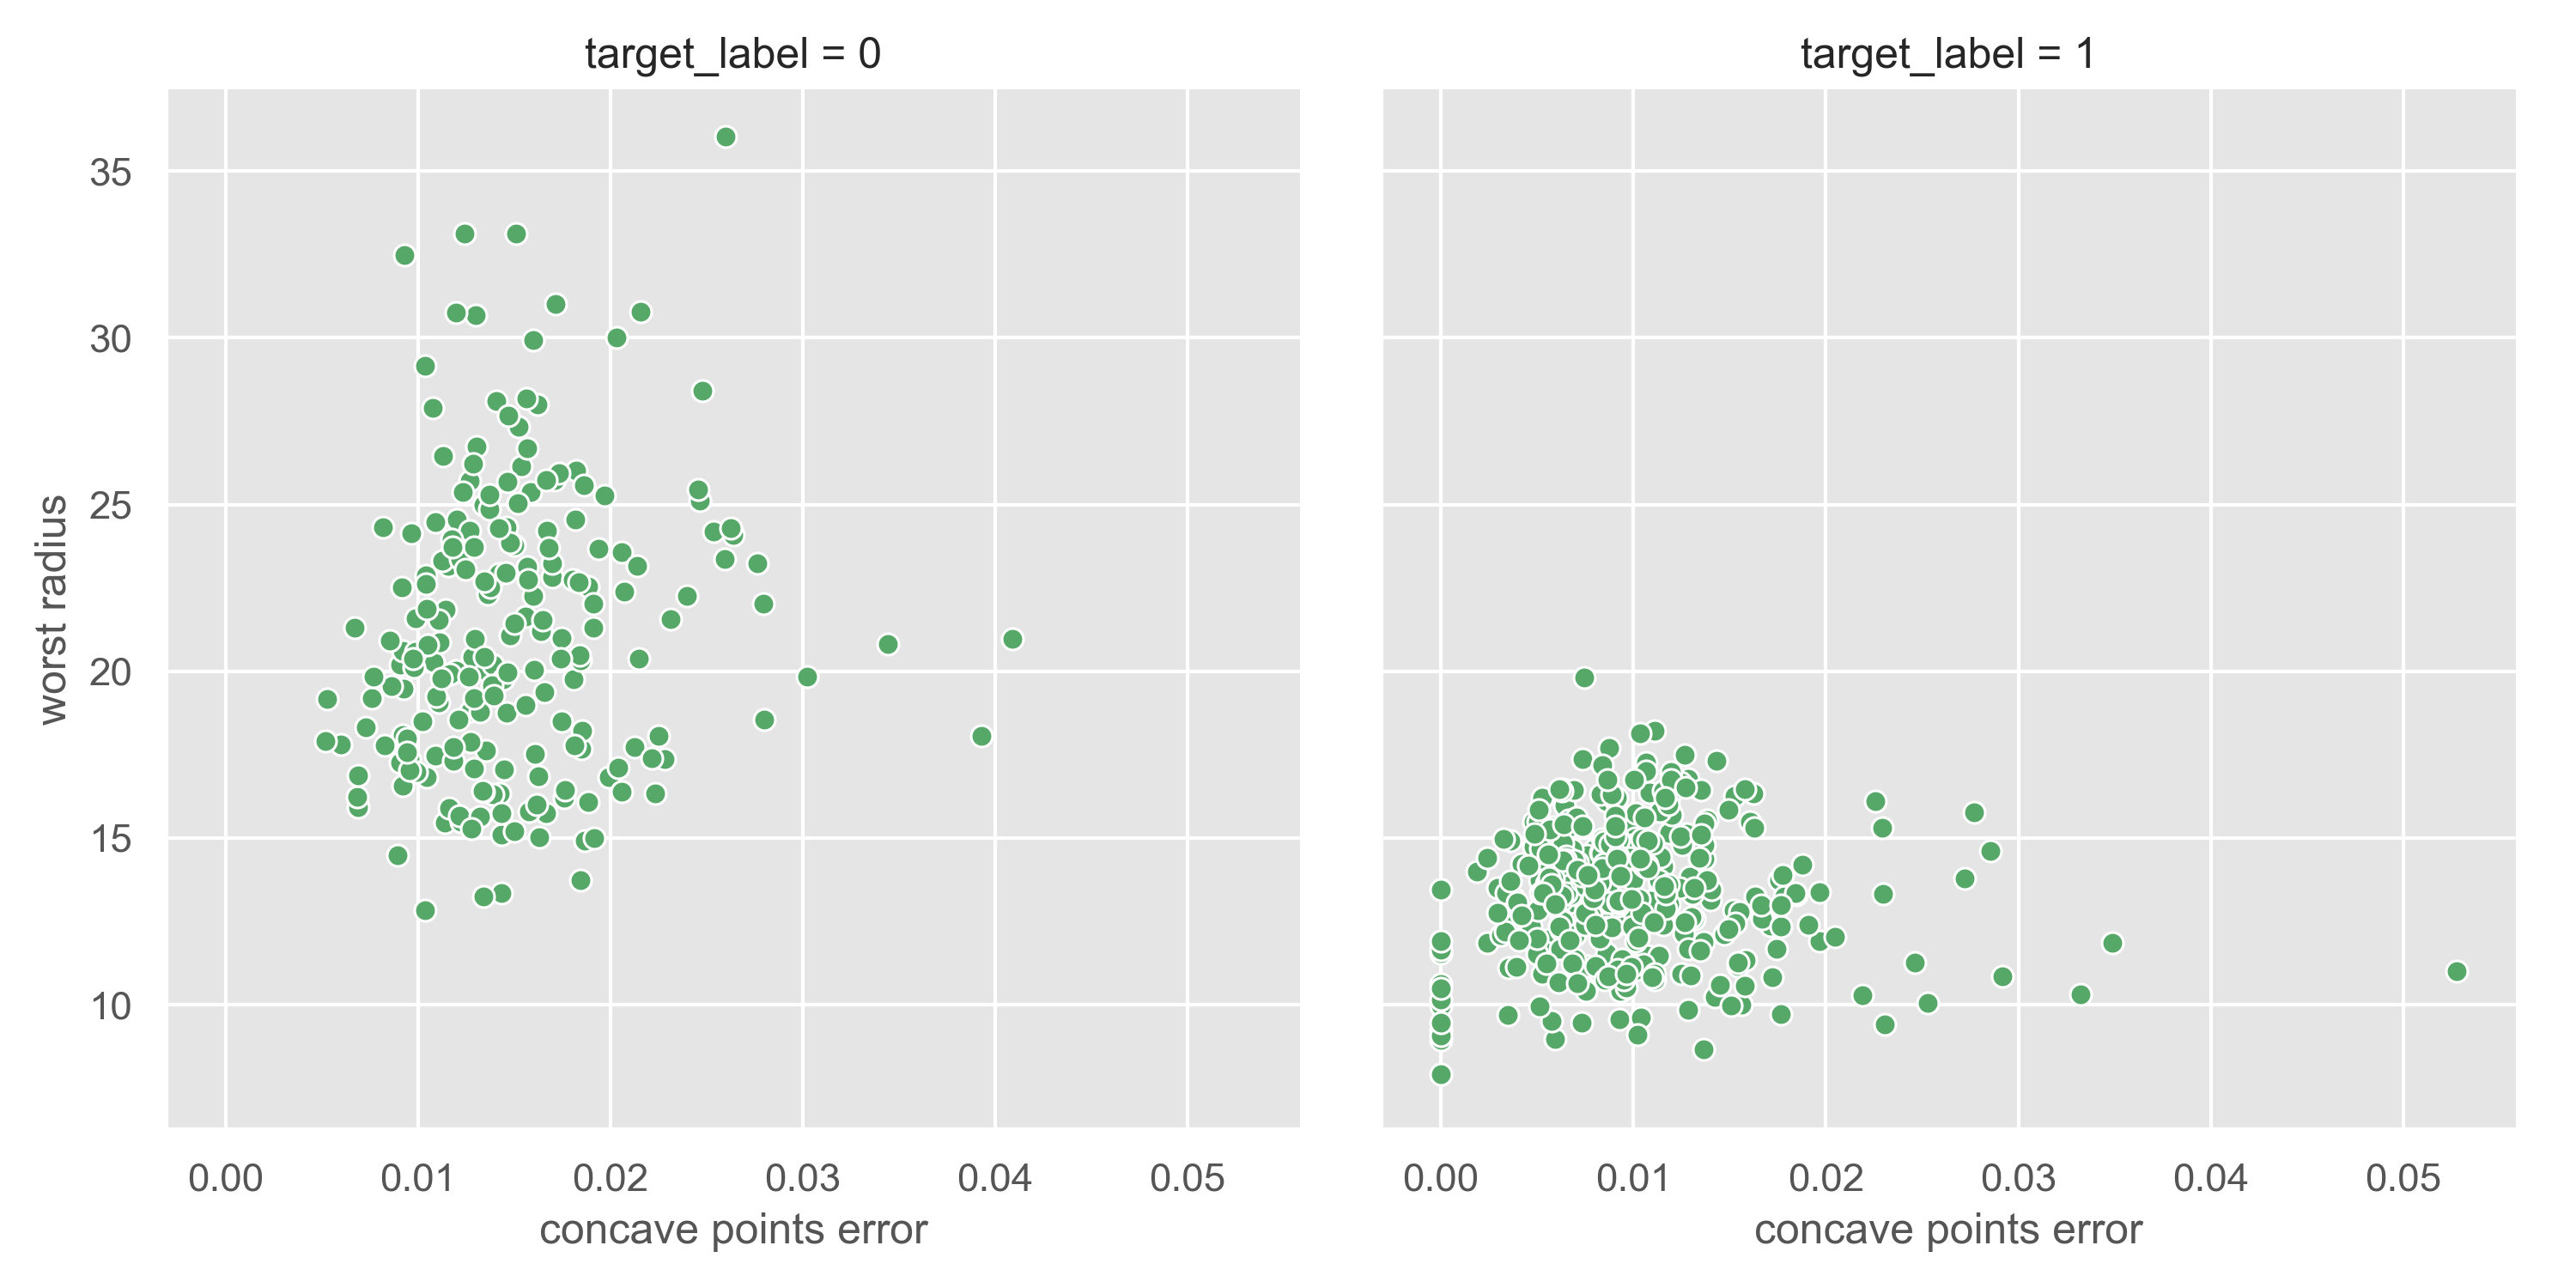 target_label = 0
target_label = 1
35
30
25
20
15
10
worst radius
0.00 0.01 0.02 0.03 0.04 0.05
0.00 0.01 0.02 0.03 0.04 0.05
concave points error
concave points error